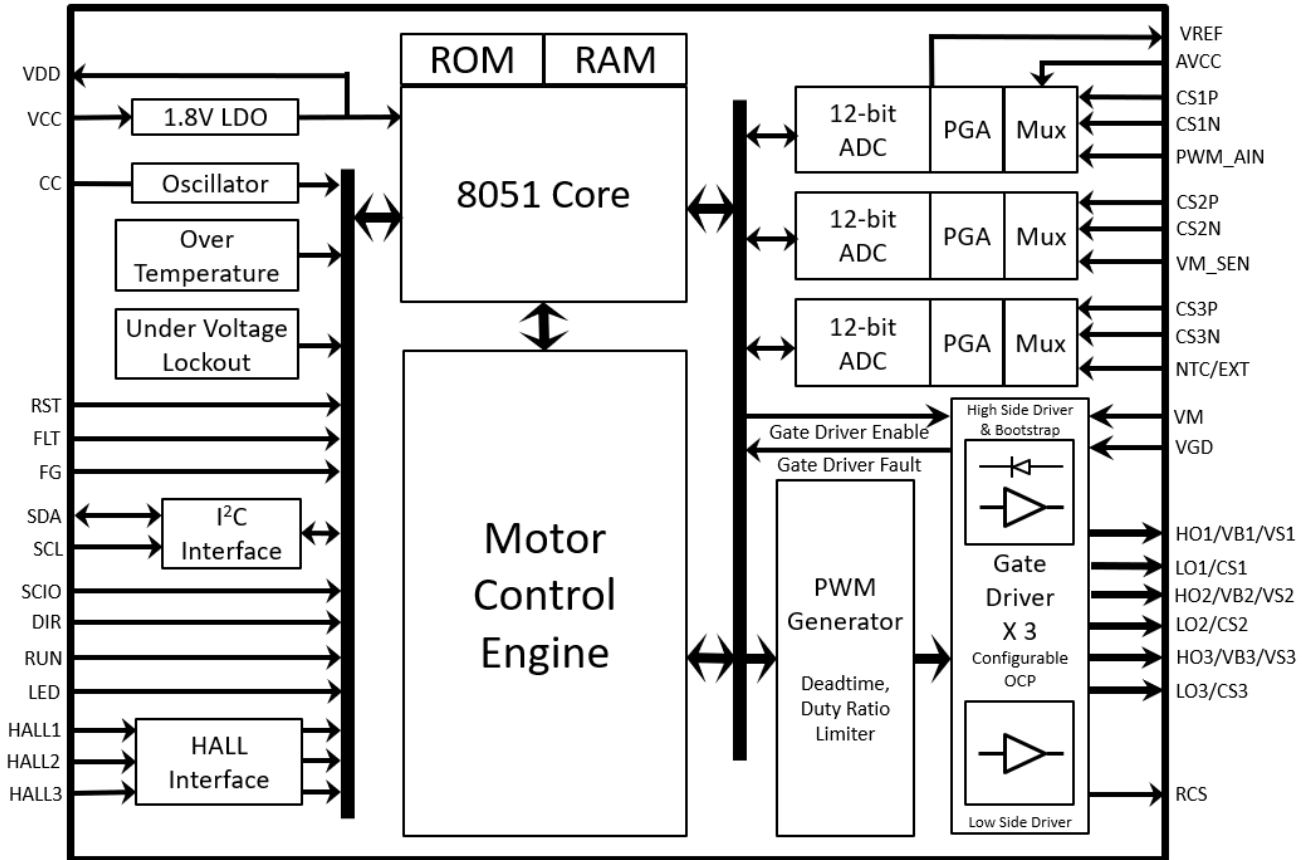 VDD
VCC
CC
RST
FLT
FG
SDA
SCL
SCIO
DIR
RUN
LED
HALL1
HALL2
HALL3
1.8V LDO
Oscillator
Over
Temperature
Under Voltage
Lockout
I²C
Interface
HALL
Interface
ROM
RAM
8051 Core
Motor
Control
Engine
12-bit
ADC
PGA
Mux
12-bit
ADC
PGA
Mux
12-bit
ADC
PGA
Mux
Gate Driver Enable
Gate Driver Fault
PWM
Generator
Deadtime,
Duty Ratio
Limiter
High Side Driver
& Bootstrap
Gate
Driver
X 3
Configurable
OCP
Low Side Driver
VREF
AVCC
CS1P
CS1N
PWM_AIN
CS2P
CS2N
VM_SEN
CS3P
CS3N
NTC/EXT
VM
VGD
HO1/VB1/VS1
LO1/CS1
HO2/VB2/VS2
LO2/CS2
HO3/VB3/VS3
LO3/CS3
RCS